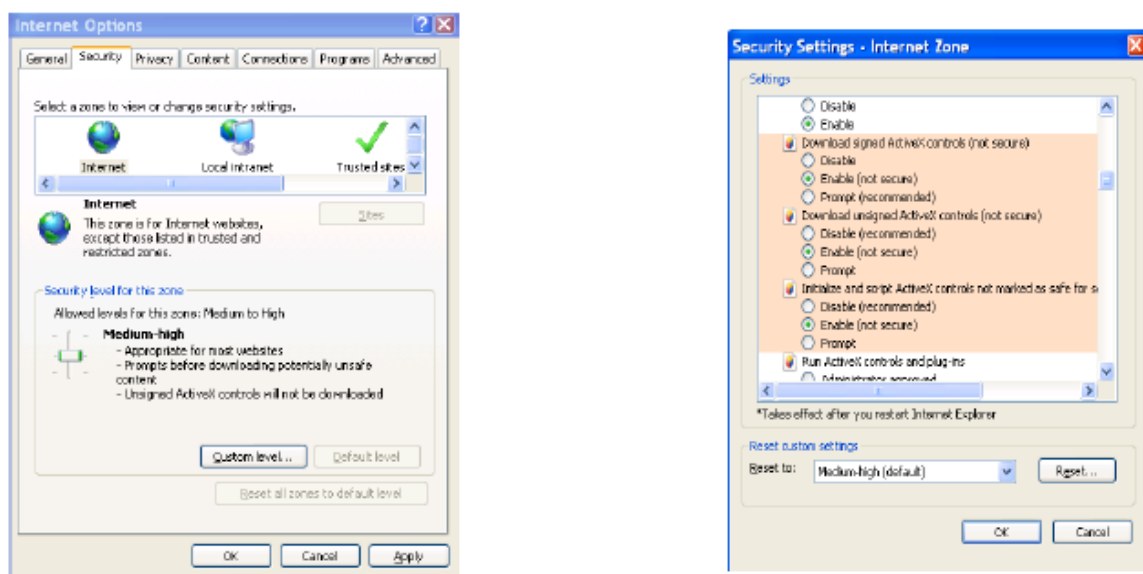 Internet Options
General Security Privacy Content Connections Programs Advanced
Select a zone to view or change security settings.
Internet Local intranet Trusted sites
Internet
Sites
This zone is for Internet websites,
except those listed in trusted and
restricted zones.
Security level for this zone
Allowed levels for this zone: Medium to High
Medium-high
- Appropriate for most websites
- Prompts before downloading potentially unsafe
content
- Unsigned ActiveX controls will not be downloaded
Custom level... Default level
Reset all zones to default level
OK Cancel Apply
Security Settings - Internet Zone
Settings
Disable
Enable
Download signed ActiveX controls (not secure)
Disable
Enable (not secure)
Prompt (recommended)
Download unsigned ActiveX controls (not secure)
Disable (recommended)
Enable (not secure)
Prompt
Initialize and script ActiveX controls not marked as safe for s
Disable (recommended)
Enable (not secure)
Prompt
Run ActiveX controls and plug-ins
Administrator approved
*Takes effect after you restart Internet Explorer
Reset custom settings
Reset to: Medium-high (default) Reset...
OK Cancel